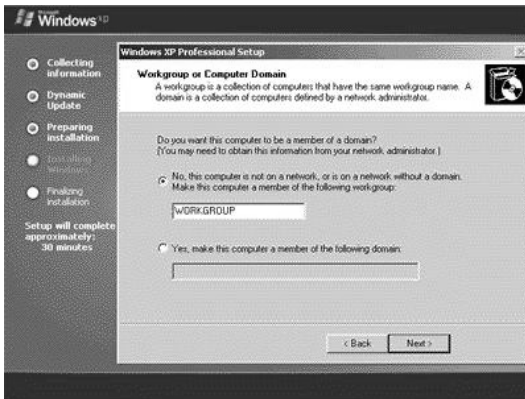 Microsoft
Windows xp
Collecting
information
Dynamic
Update
Preparing
installation
Installing
Windows
Finalizing
installation
Setup will complete
approximately:
30 minutes
Windows XP Professional Setup
Workgroup or Computer Domain
A workgroup is a collection of computers that have the same workgroup name. A
domain is a collection of computers defined by a network administrator.
Do you want this computer to be a member of a domain?
(You may need to obtain this information from your network administrator.)
No, this computer is not on a network, or is on a network without a domain.
Make this computer a member of the following workgroup:
WORKGROUP
Yes, make this computer a member of the following domain:
< Back
Next >